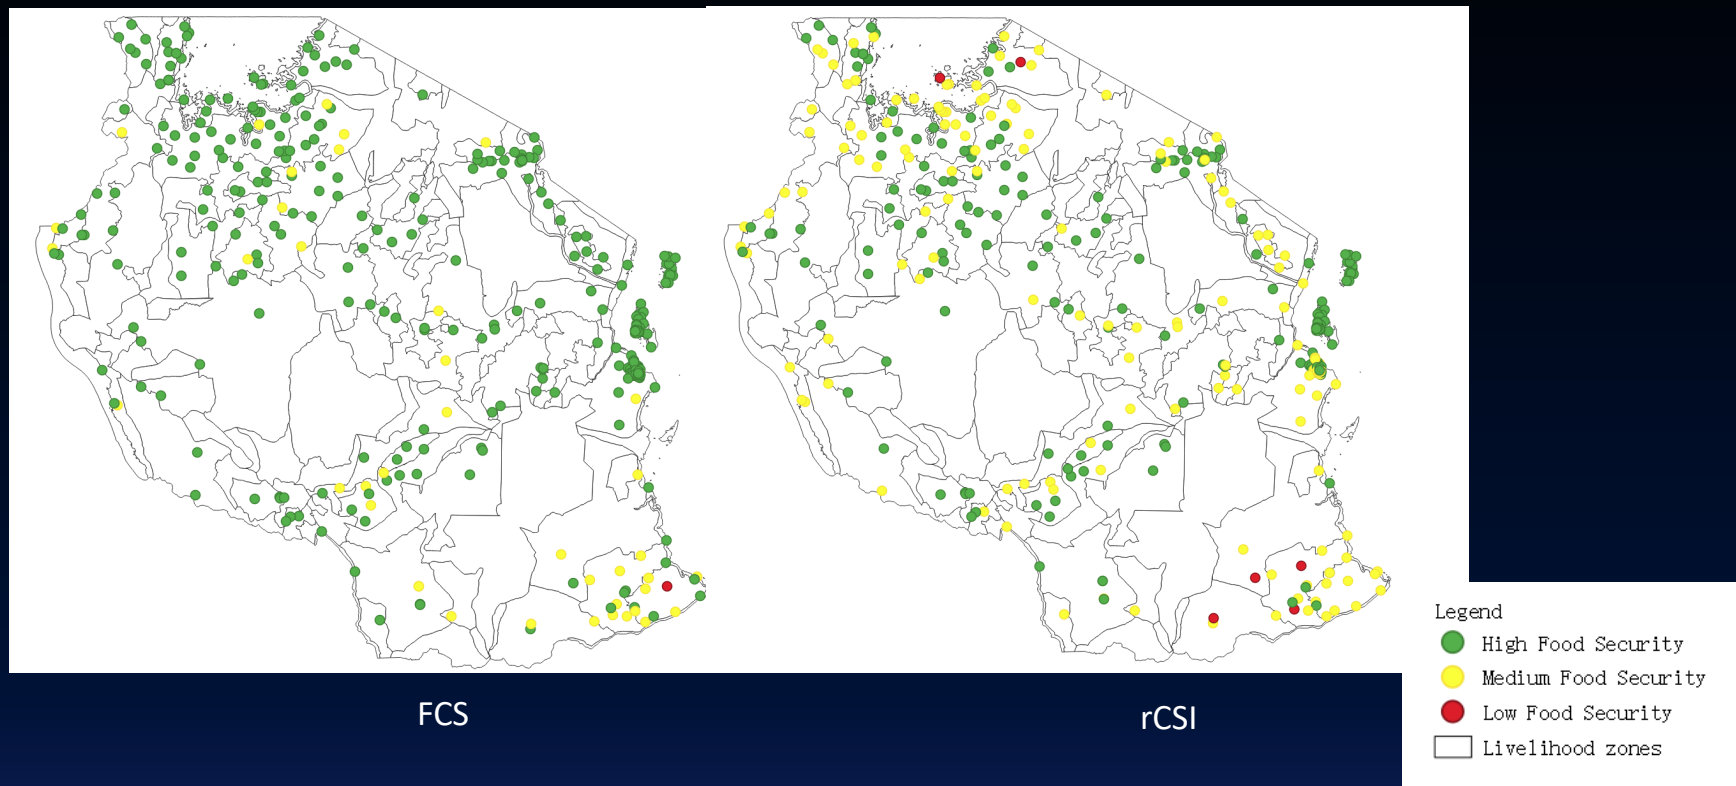 FCS
rCSI
Legend
High Food Security
Medium Food Security
Low Food Security
Livelihood zones